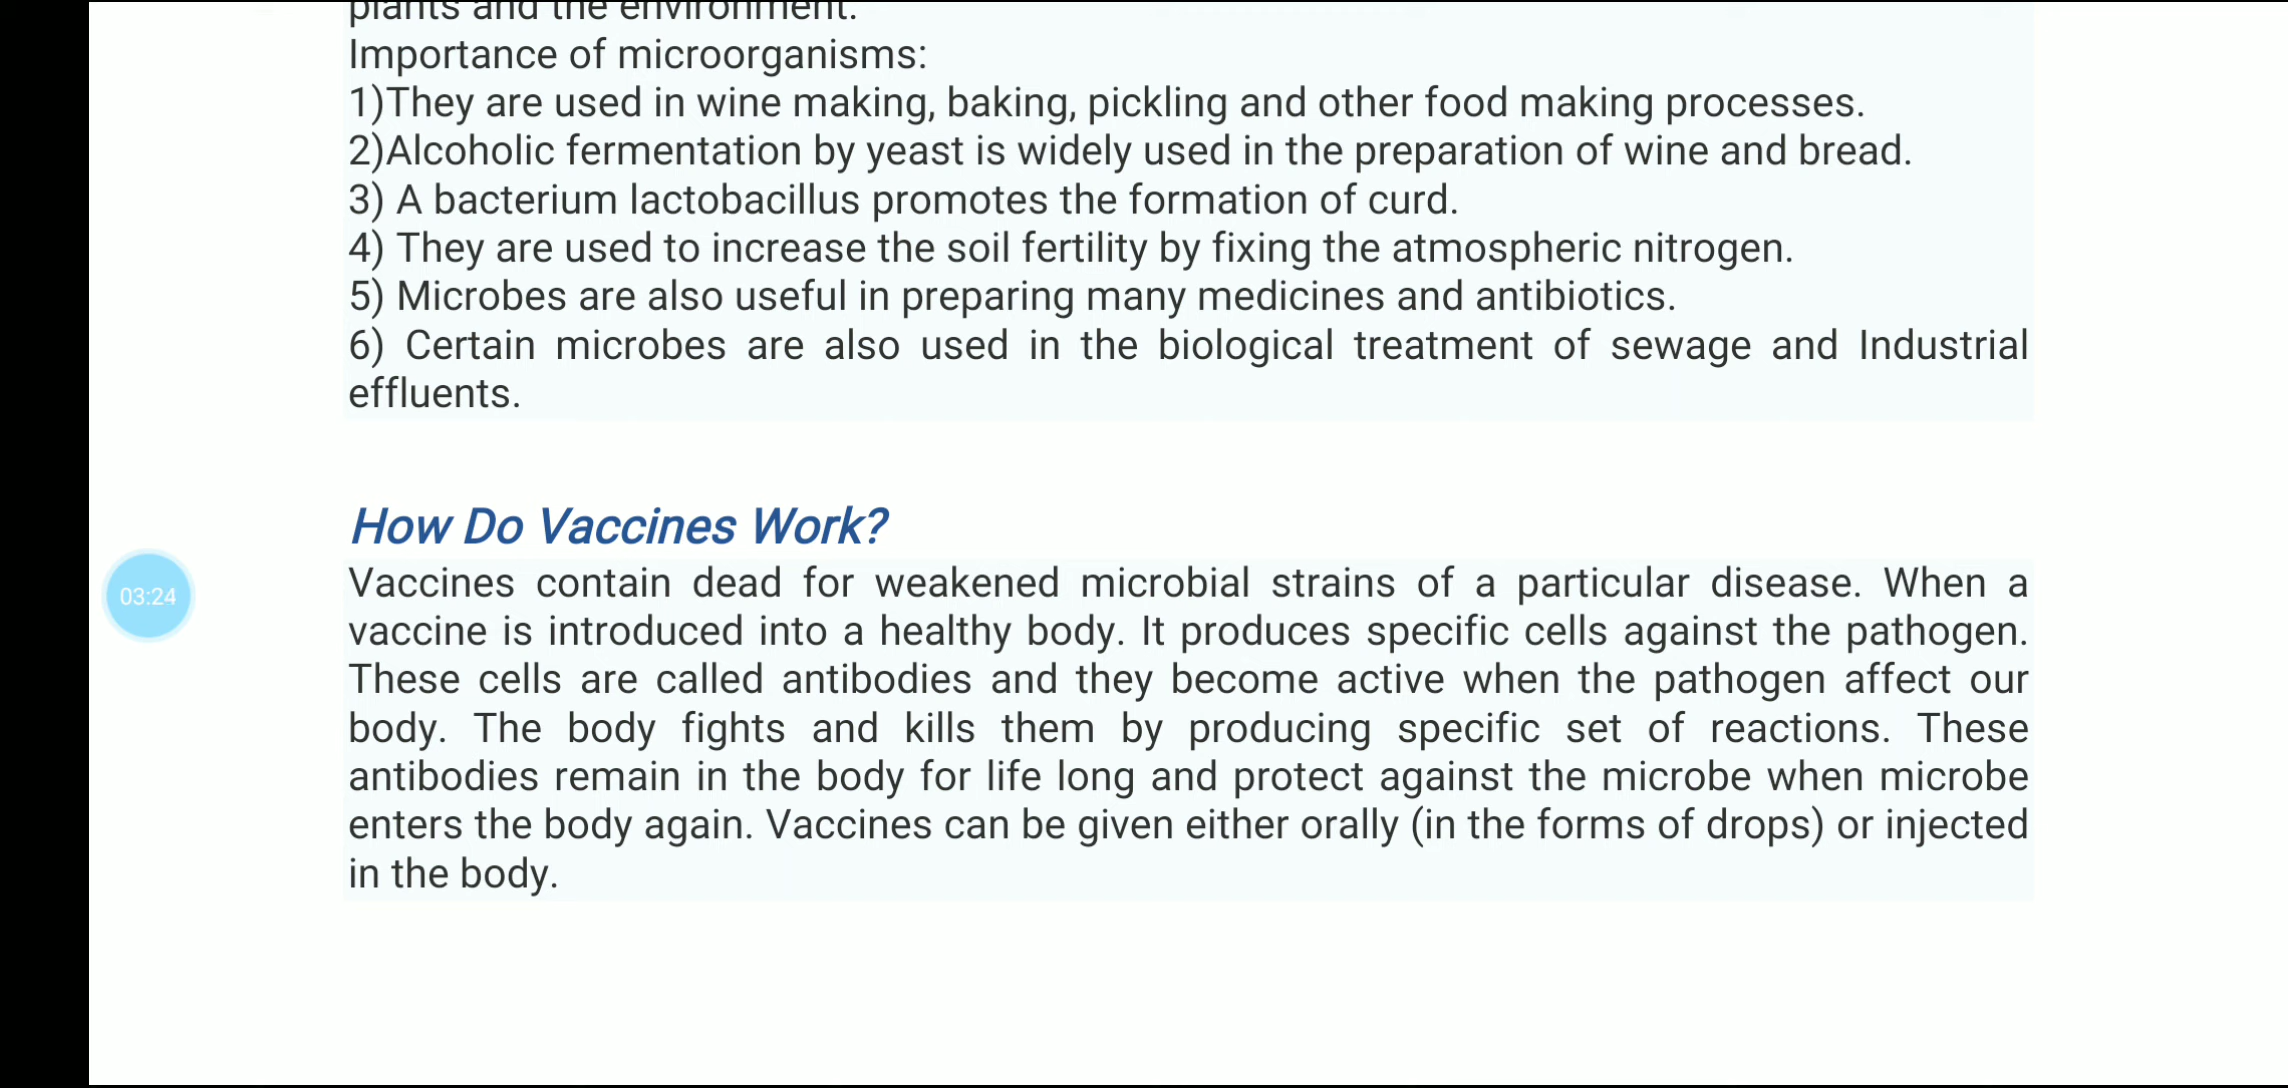 plants and the environment.
Importance of microorganisms:
1)They are used in wine making, baking, pickling and other food making processes.
2)Alcoholic fermentation by yeast is widely used in the preparation of wine and bread.
3) A bacterium lactobacillus promotes the formation of curd.
4) They are used to increase the soil fertility by fixing the atmospheric nitrogen.
5) Microbes are also useful in preparing many medicines and antibiotics.
6) Certain microbes are also used in the biological treatment of sewage and Industrial
effluents.
How Do Vaccines Work?
03:24
Vaccines contain dead for weakened microbial strains of a particular disease. When a
vaccine is introduced into a healthy body. It produces specific cells against the pathogen.
These cells are called antibodies and they become active when the pathogen affect our
body. The body fights and kills them by producing specific set of reactions. These
antibodies remain in the body for life long and protect against the microbe when microbe
enters the body again. Vaccines can be given either orally (in the forms of drops) or injected
in the body.